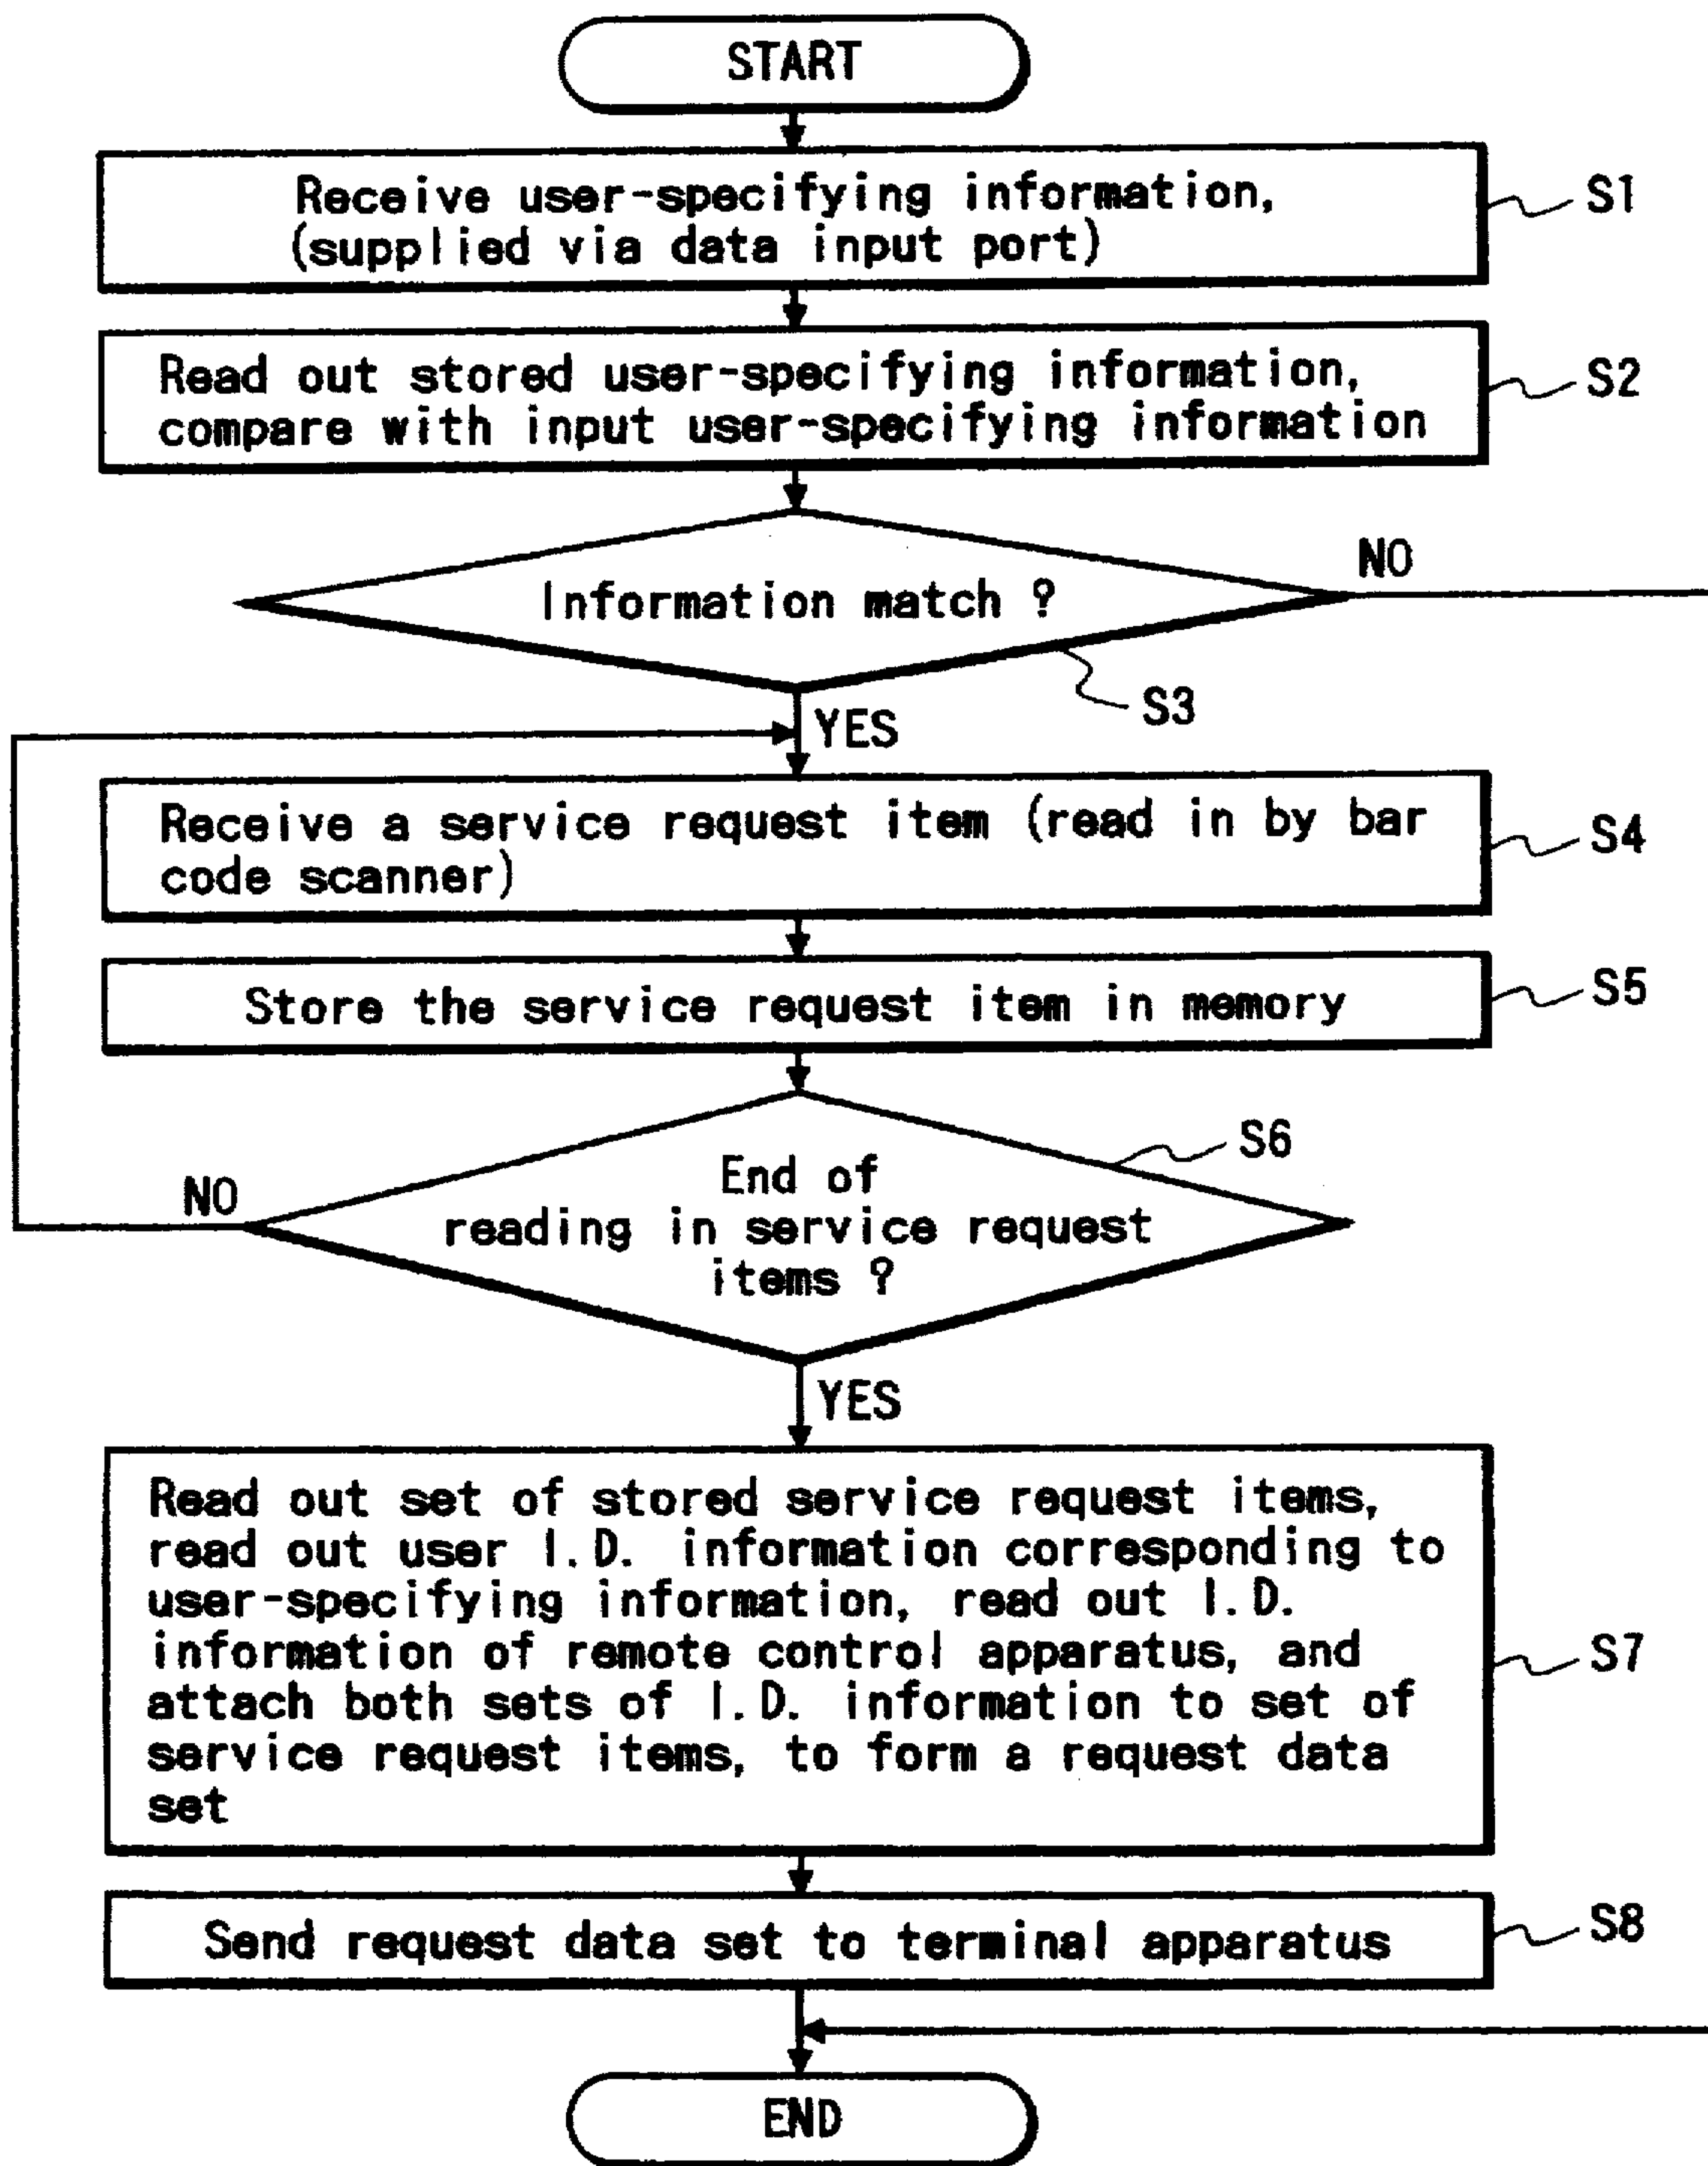 START
Receive user-specifying information,
(supplied via data input port)
S1
Read out stored user-specifying information,
compare with input user-specifying information
S2
Information match ?
NO
S3
YES
Receive a service request item (read in by bar
code scanner)
S4
Store the service request item in memory
S5
End of
reading in service request
items ?
S6
NO
YES
Read out set of stored service request items,
read out user I.D. information corresponding to
user-specifying information, read out I.D.
information of remote control apparatus, and
attach both sets of I.D. information to set of
service request items, to form a request data
set
S7
Send request data set to terminal apparatus
S8
END